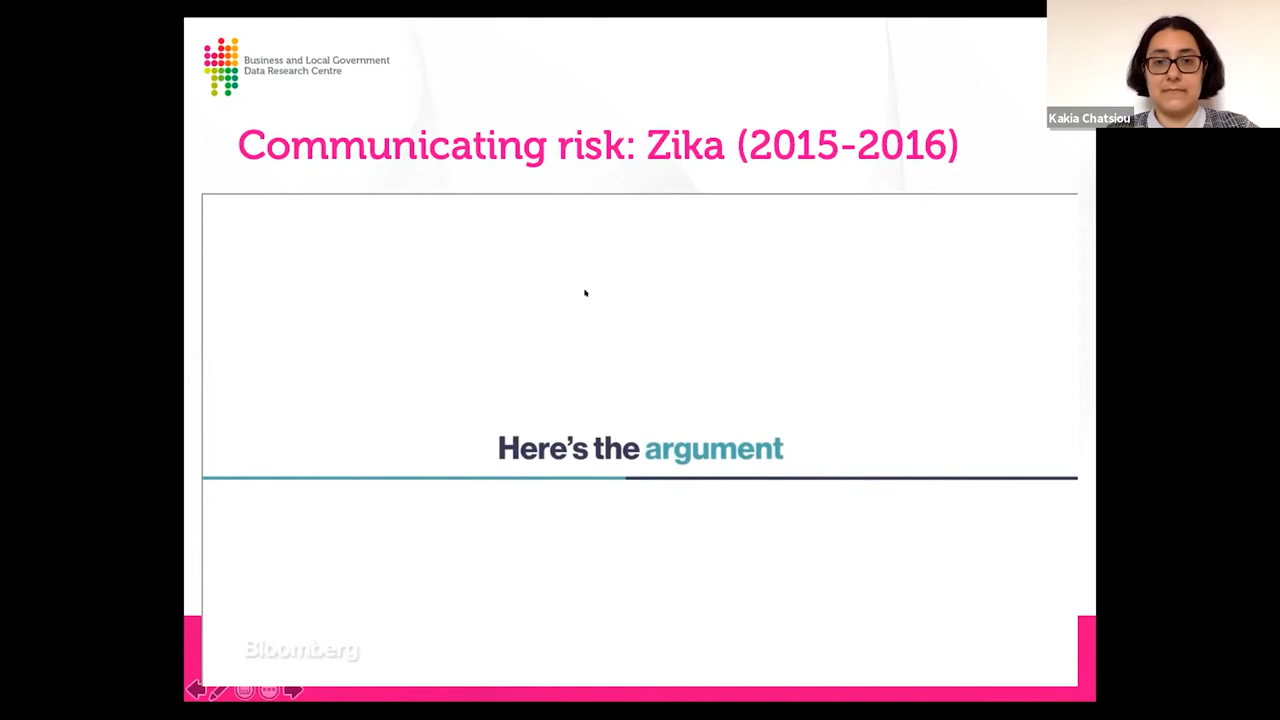 Business and Local Government
Data Research Centre
Kakia Chatsiou
Communicating risk: Zika (2015-2016)
Here's the argument
Bloomberg